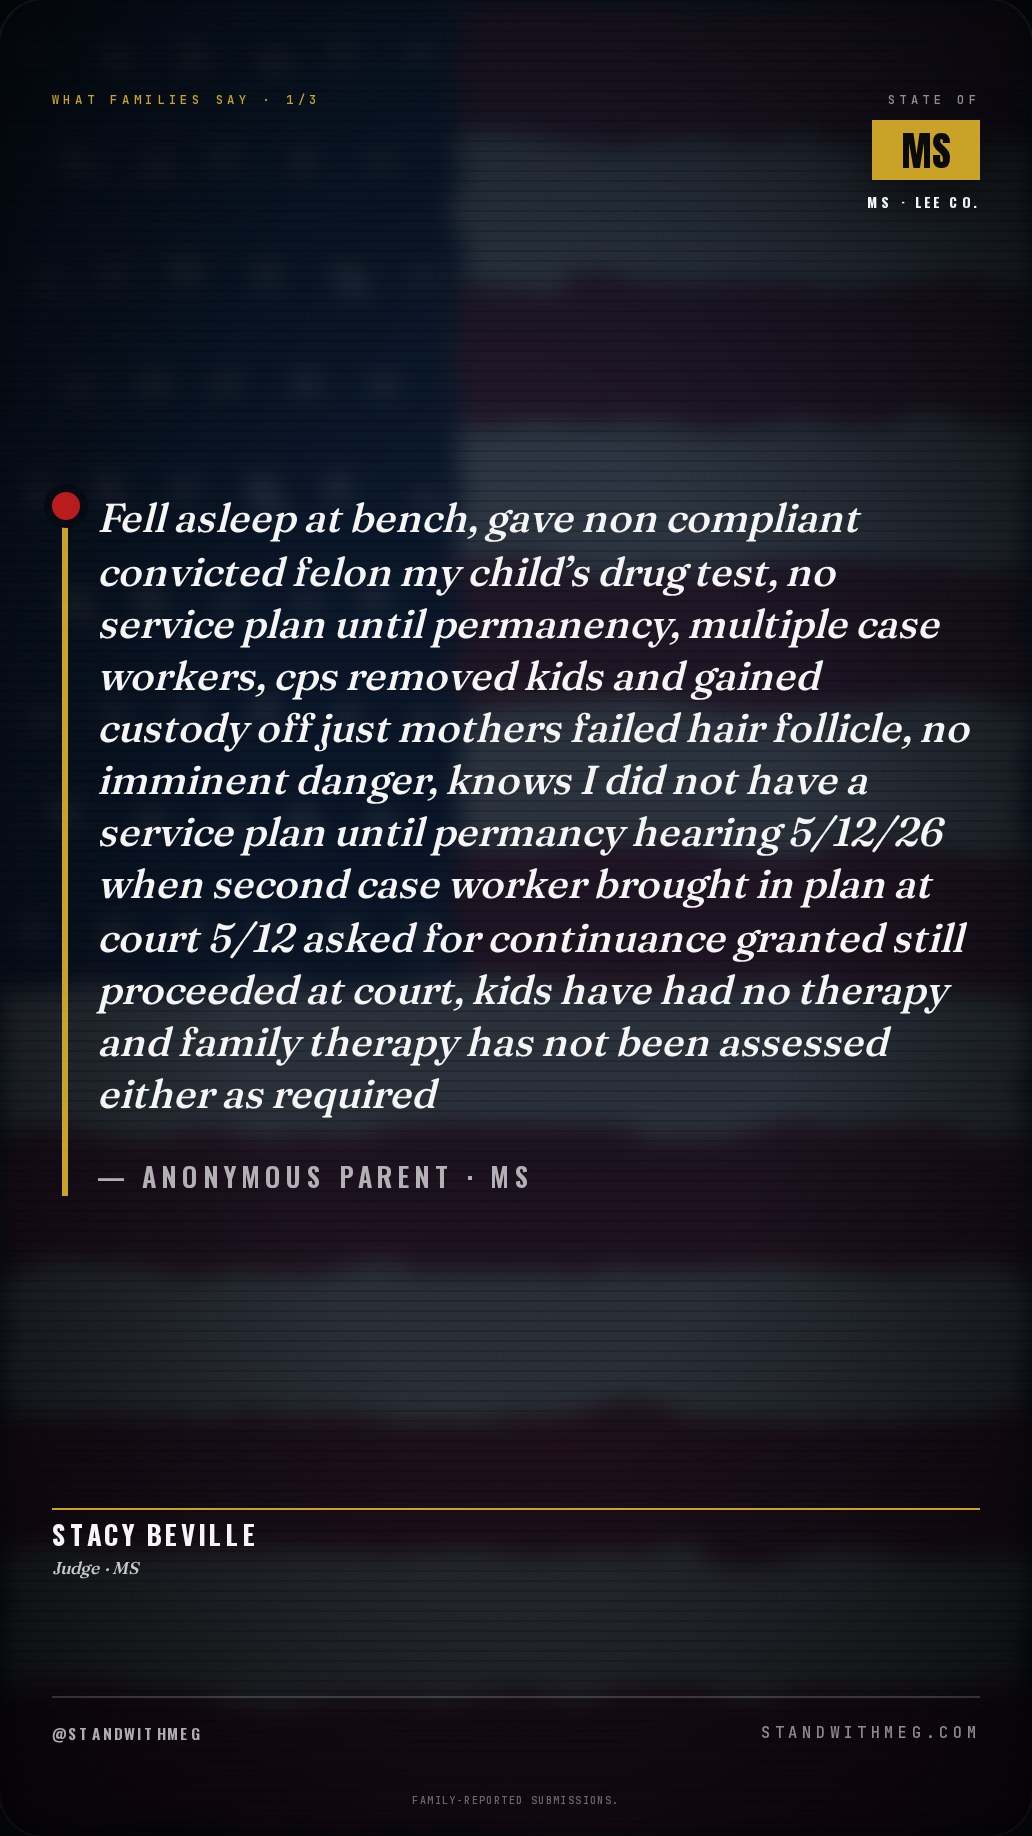 WHAT FAMILIES SAY · 1/3
STATE OF
MS
MS · LEE CO.
Fell asleep at bench, gave non compliant
convicted felon my child’s drug test, no
service plan until permanency, multiple case
workers, cps removed kids and gained
custody off just mothers failed hair follicle, no
imminent danger, knows I did not have a
service plan until permancy hearing 5/12/26
when second case worker brought in plan at
court 5/12 asked for continuance granted still
proceeded at court, kids have had no therapy
and family therapy has not been assessed
either as required
— ANONYMOUS PARENT · MS
STACY BEVILLE
Judge · MS
@STANDWITHMEG
STANDWITHMEG.COM
FAMILY-REPORTED SUBMISSIONS.